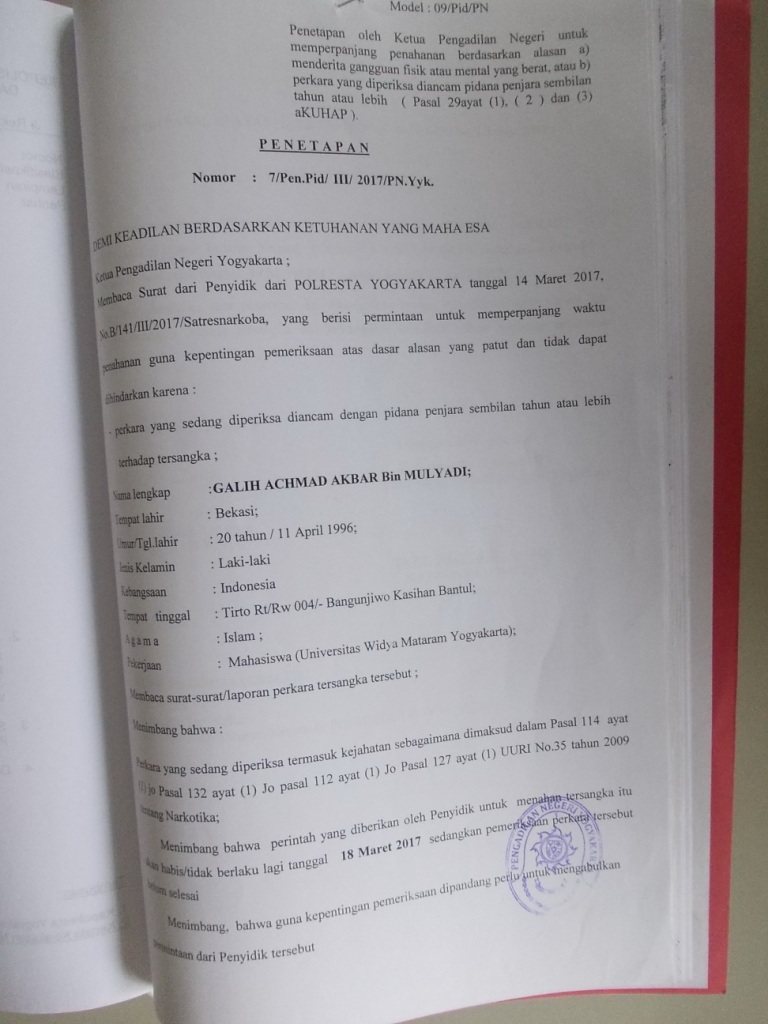 Model : 09/Pid/PN
Penetapan oleh Ketua Pengadilan Negeri untuk
memperpanjang penahanan berdasarkan alasan a)
menderita gangguan fisik atau mental yang berat, atau b)
perkara yang diperiksa diancam pidana penjara sembilan
tahun atau lebih ( Pasal 29ayat (1), ( 2 ) dan (3)
aKUHAP ).
P E N E T A P A N
Nomor : 7/Pen.Pid/ III/ 2017/PN.Yyk.
DEMI KEADILAN BERDASARKAN KETUHANAN YANG MAHA ESA
Ketua Pengadilan Negeri Yogyakarta ;
Membaca Surat dari Penyidik dari POLRESTA YOGYAKARTA tanggal 14 Maret 2017,
No.B/141/III/2017/Satresnarkoba, yang berisi permintaan untuk memperpanjang waktu
penahanan guna kepentingan pemeriksaan atas dasar alasan yang patut dan tidak dapat
dihindarkan karena :
- perkara yang sedang diperiksa diancam dengan pidana penjara sembilan tahun atau lebih
terhadap tersangka ;
Nama lengkap : GALIH ACHMAD AKBAR Bin MULYADI;
Tempat lahir : Bekasi;
Umur/Tgl.lahir : 20 tahun / 11 April 1996;
Jenis Kelamin : Laki-laki
Kebangsaan : Indonesia
Tempat tinggal : Tirto Rt/Rw 004/- Bangunjiwo Kasihan Bantul;
A g a m a : Islam ;
Pekerjaan : Mahasiswa (Universitas Widya Mataram Yogyakarta);
Membaca surat-surat/laporan perkara tersangka tersebut ;
Menimbang bahwa :
Perkara yang sedang diperiksa termasuk kejahatan sebagaimana dimaksud dalam Pasal 114 ayat
(1) jo Pasal 132 ayat (1) Jo pasal 112 ayat (1) Jo Pasal 127 ayat (1) UURI No.35 tahun 2009
tentang Narkotika;
Menimbang bahwa perintah yang diberikan oleh Penyidik untuk menahan tersangka itu
akan habis/tidak berlaku lagi tanggal 18 Maret 2017 sedangkan pemeriksaan perkara tersebut
belum selesai
Menimbang, bahwa guna kepentingan pemeriksaan dipandang perlu untuk mengabulkan
permintaan dari Penyidik tersebut
PENGADILAN NEGERI YOGYAKARTA